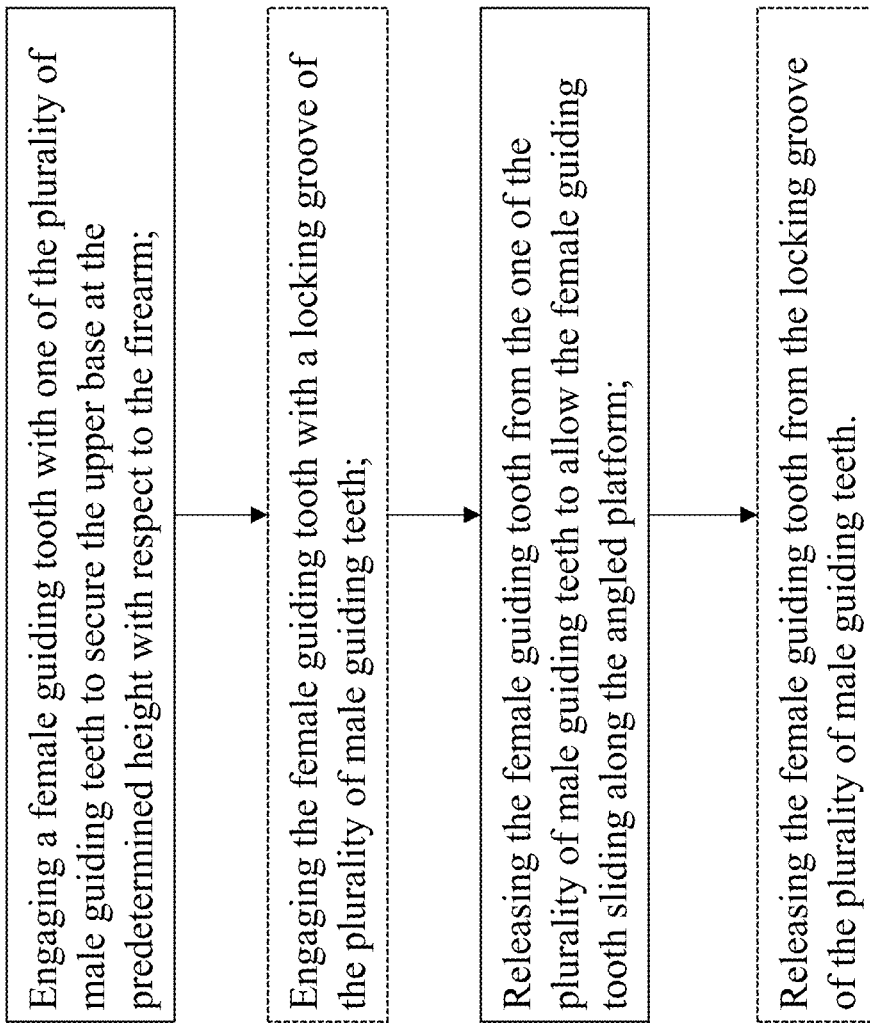 Engaging a female guiding tooth with one of the plurality of
male guiding teeth to secure the upper base at the
predetermined height with respect to the firearm;
Engaging the female guiding tooth with a locking groove of
the plurality of male guiding teeth;
Releasing the female guiding tooth from the one of the
plurality of male guiding teeth to allow the female guiding
tooth sliding along the angled platform;
Releasing the female guiding tooth from the locking groove
of the plurality of male guiding teeth.